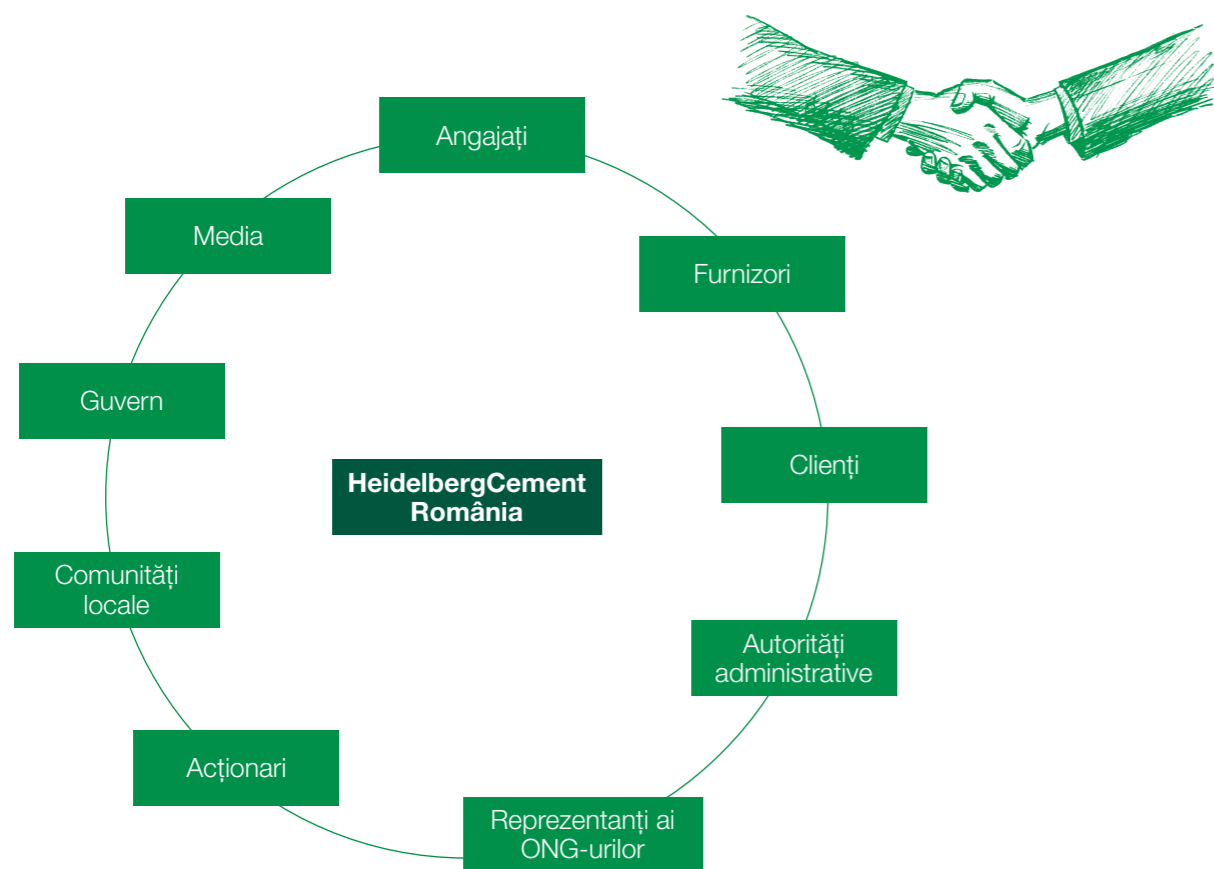 Angajați
Media
Furnizori
Guvern
Clienți
HeidelbergCement
România
Comunități
locale
Autorități
administrative
Acționari
Reprezentanți ai
ONG-urilor